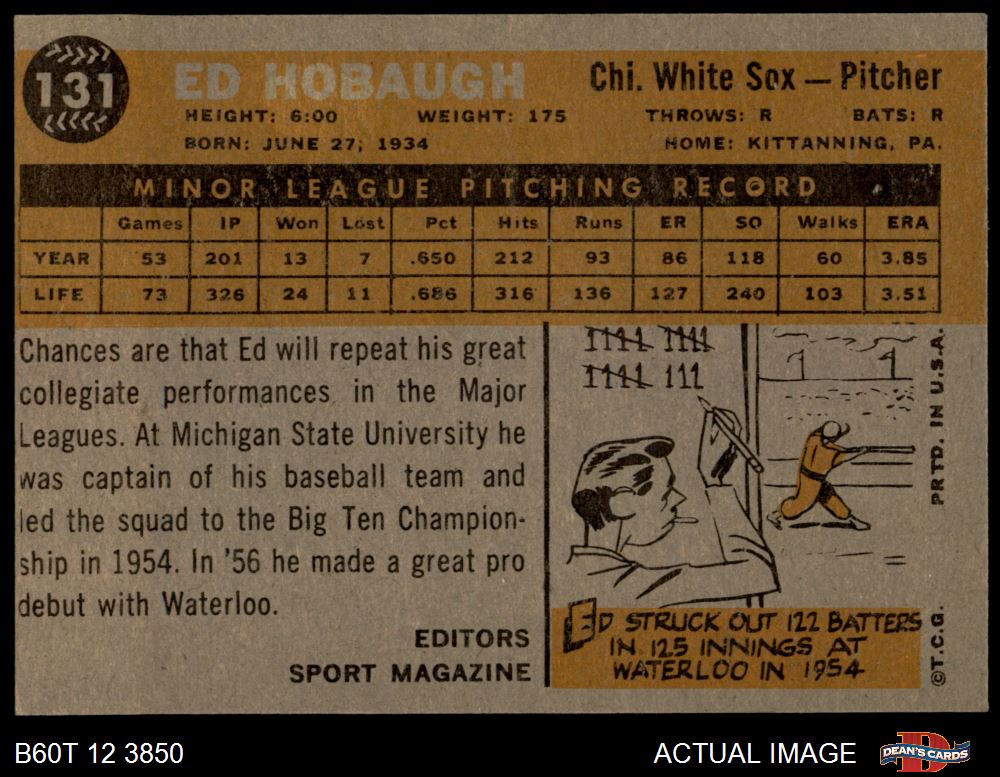 131
ED HOBAUGH
Chi. White Sox — Pitcher
HEIGHT: 6:00 WEIGHT: 175 THROWS: R BATS: R
BORN: JUNE 27, 1934 HOME: KITTANNING, PA.
MINOR LEAGUE PITCHING RECORD
Games IP Won Lost Pct Hits Runs ER SO Walks ERA
YEAR 53 201 13 7 .650 212 93 86 118 60 3.85
LIFE 73 326 24 11 .686 316 136 127 240 103 3.51
Chances are that Ed will repeat his great
collegiate performances in the Major
Leagues. At Michigan State University he
was captain of his baseball team and
led the squad to the Big Ten Champion-
ship in 1954. In '56 he made a great pro
debut with Waterloo.
EDITORS
SPORT MAGAZINE
ED STRUCK OUT 122 BATTERS
IN 125 INNINGS AT
WATERLOO IN 1954
PRTD. IN U.S.A.
©T.C.G.
B60T 12 3850
ACTUAL IMAGE
DEAN'S CARDS